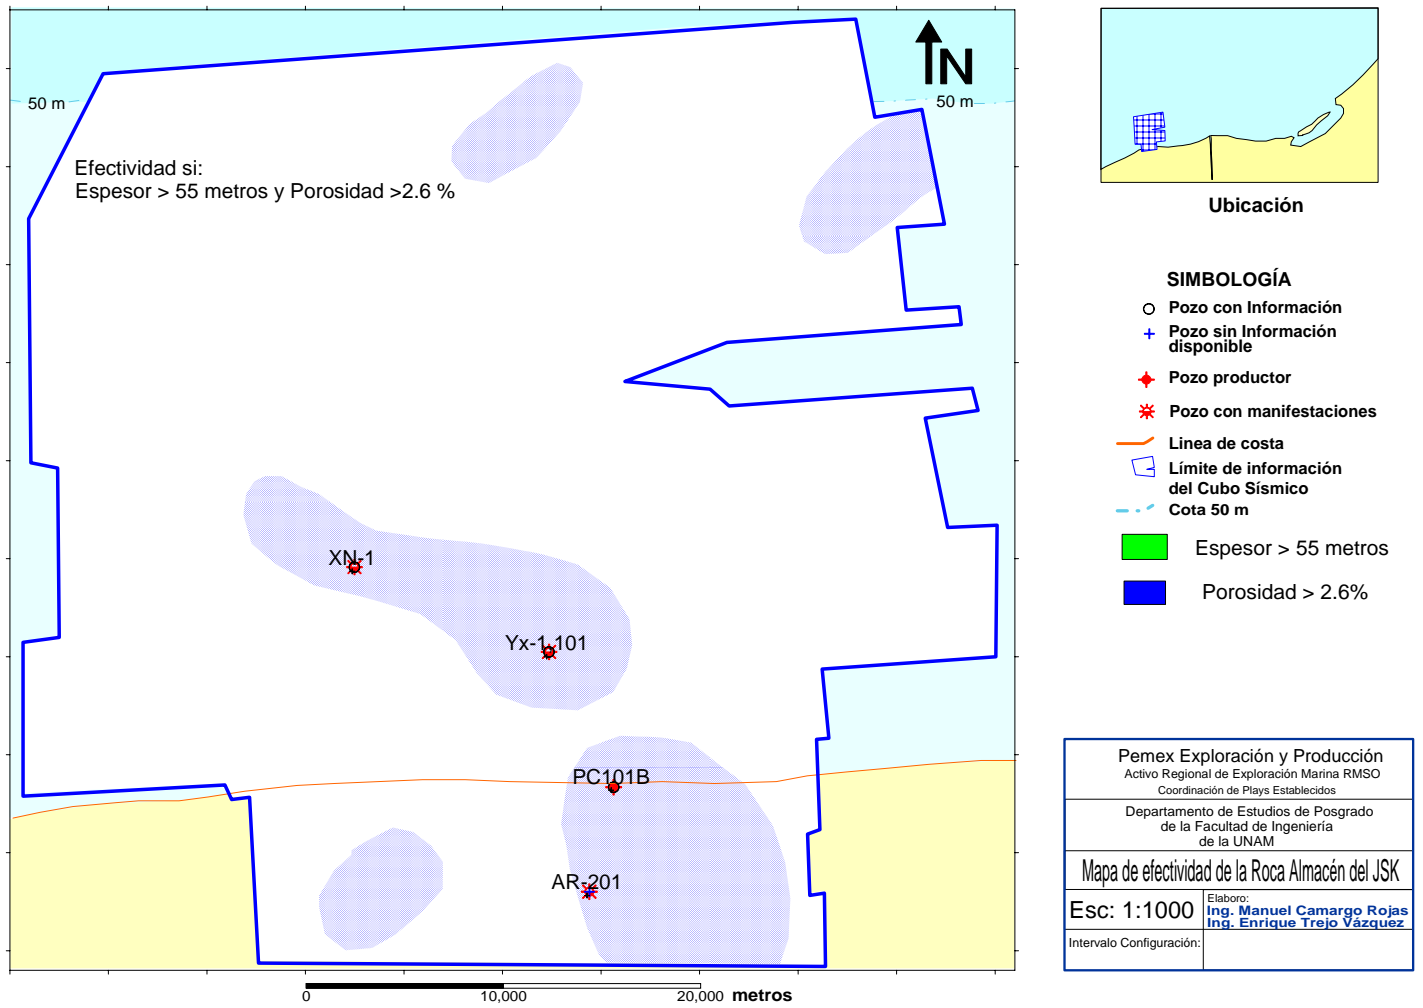 50 m
N
50 m
Efectividad si:
Espesor > 55 metros y Porosidad >2.6 %
XN-1
Yx-1,101
PC101B
AR-201
0
10,000
20,000 metros
Ubicación
SIMBOLOGÍA
Pozo con Información
Pozo sin Información
disponible
Pozo productor
Pozo con manifestaciones
Linea de costa
Límite de información
del Cubo Sísmico
Cota 50 m
Espesor > 55 metros
Porosidad > 2.6%
Pemex Exploración y Producción
Activo Regional de Exploración Marina RMSO
Coordinación de Plays Establecidos
Departamento de Estudios de Posgrado
de la Facultad de Ingeniería
de la UNAM
Mapa de efectividad de la Roca Almacén del JSK
Esc: 1:1000
Elaboro:
Ing. Manuel Camargo Rojas
Ing. Enrique Trejo Vázquez
Intervalo Configuración: